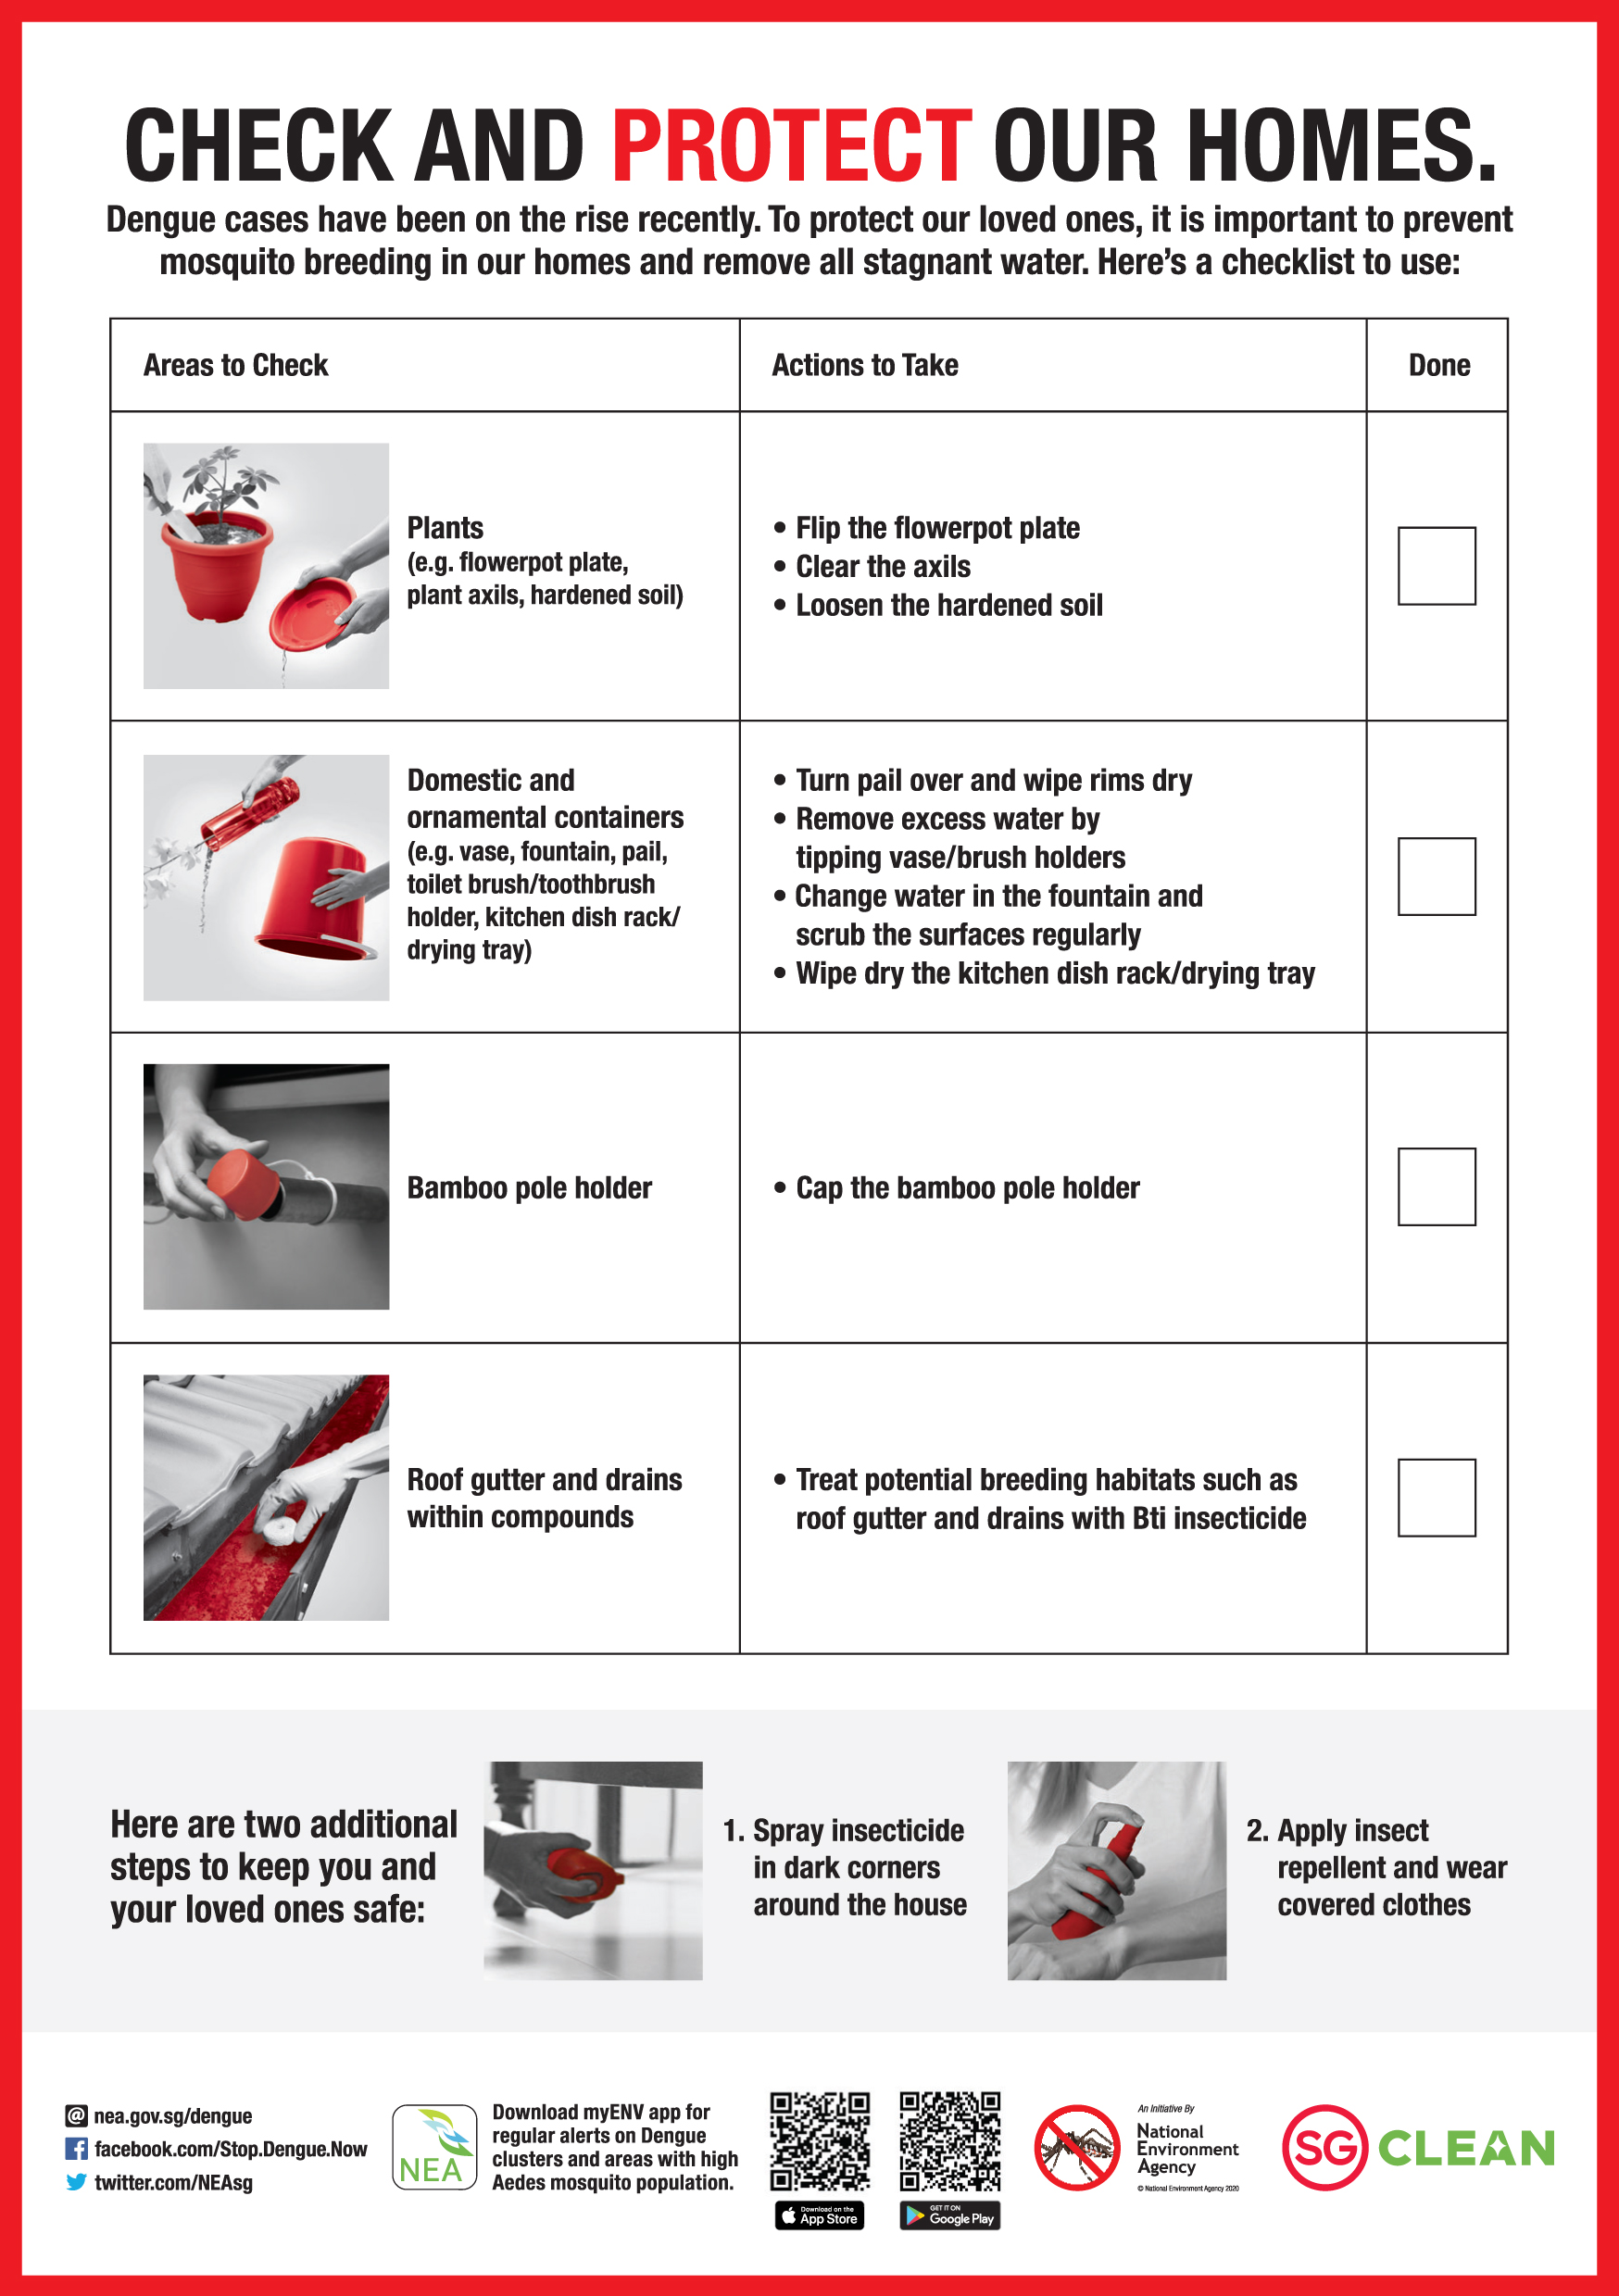 CHECK AND PROTECT OUR HOMES.
Dengue cases have been on the rise recently. To protect our loved ones, it is important to prevent
mosquito breeding in our homes and remove all stagnant water. Here's a checklist to use:
Areas to Check
Actions to Take
Done
Plants
(e.g. flowerpot plate,
plant axils, hardened soil)
• Flip the flowerpot plate
• Clear the axils
• Loosen the hardened soil
Domestic and
ornamental containers
(e.g. vase, fountain, pail,
toilet brush/toothbrush
holder, kitchen dish rack/
drying tray)
• Turn pail over and wipe rims dry
• Remove excess water by
tipping vase/brush holders
• Change water in the fountain and
scrub the surfaces regularly
• Wipe dry the kitchen dish rack/drying tray
Bamboo pole holder
• Cap the bamboo pole holder
Roof gutter and drains
within compounds
• Treat potential breeding habitats such as
roof gutter and drains with Bti insecticide
Here are two additional
steps to keep you and
your loved ones safe:
1. Spray insecticide
in dark corners
around the house
2. Apply insect
repellent and wear
covered clothes
@ nea.gov.sg/dengue
facebook.com/Stop.Dengue.Now
twitter.com/NEAsg
NEA
Download myENV app for
regular alerts on Dengue
clusters and areas with high
Aedes mosquito population.
Download on the
App Store
GET IT ON
Google Play
An Initiative By
National
Environment
Agency
© National Environment Agency 2020
SG CLEAN